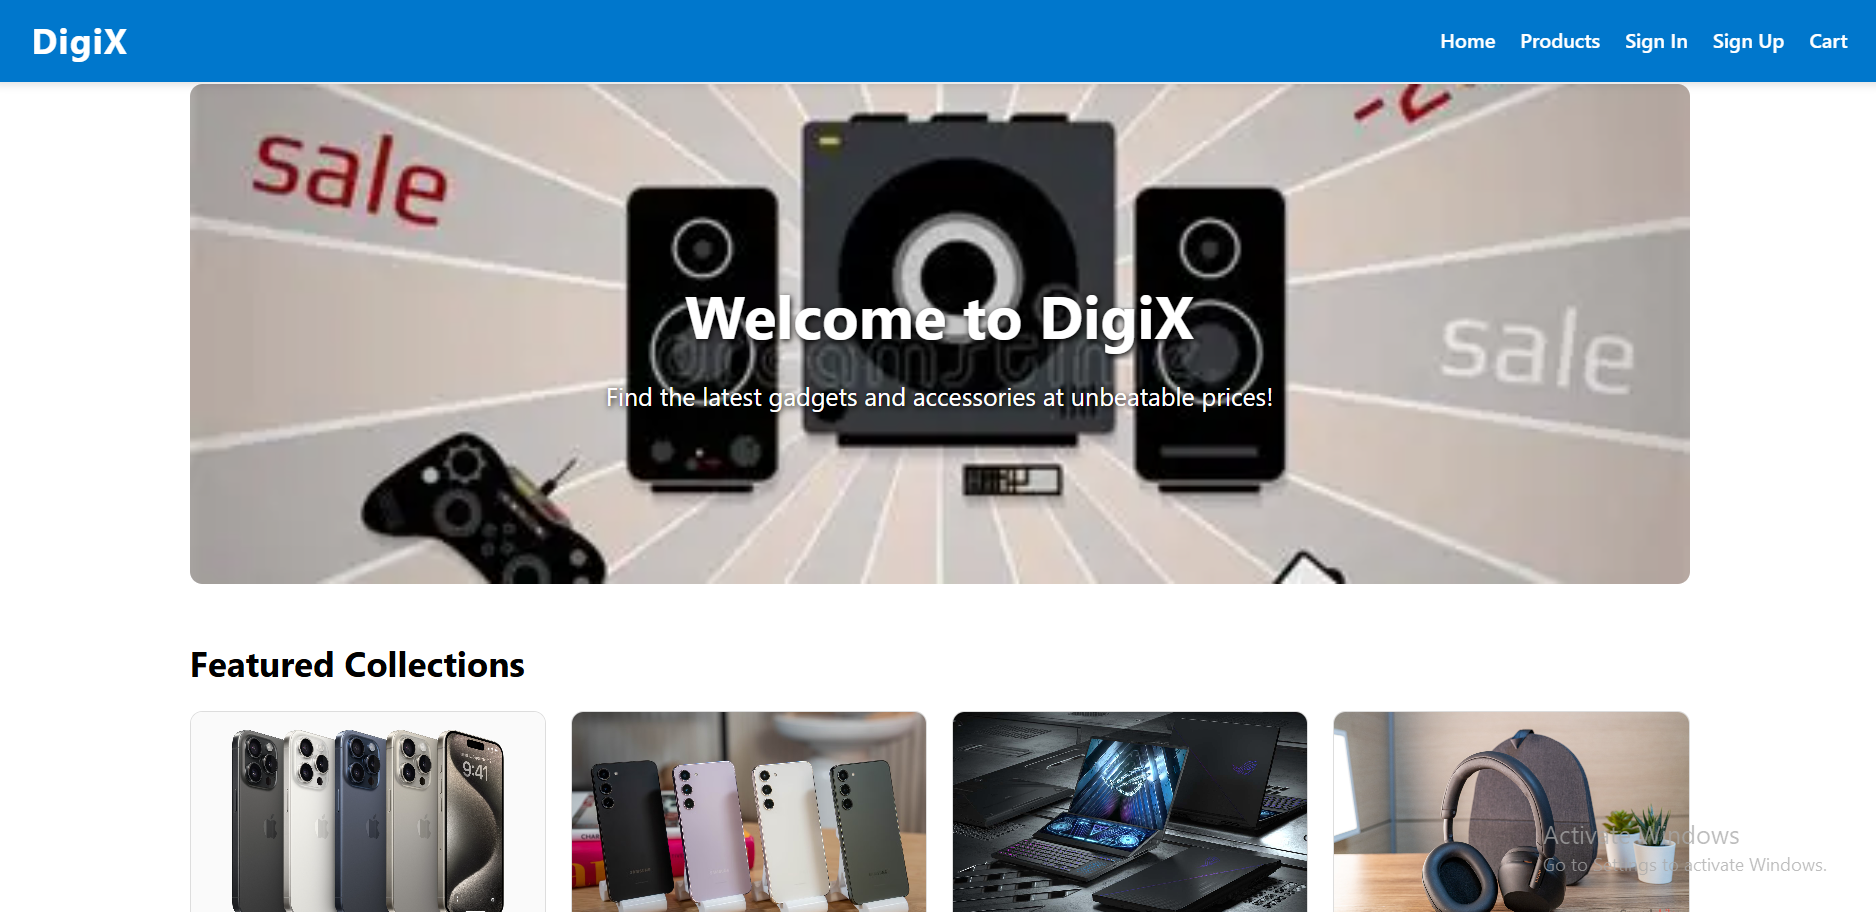 DigiX
Home Products Sign In Sign Up Cart
sale
sale
Welcome to DigiX
dreamstime
Find the latest gadgets and accessories at unbeatable prices!
Featured Collections
9:41
Activate Windows
Go to Settings to activate Windows.